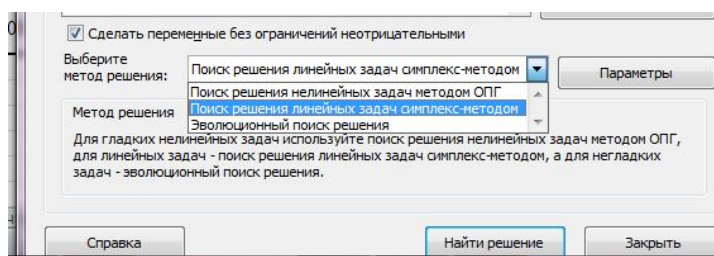 Сделать переменные без ограничений неотрицательными
Выберите
метод решения:
Поиск решения линейных задач симплекс-методом
Параметры
Поиск решения нелинейных задач методом ОПГ
Поиск решения линейных задач симплекс-методом
Эволюционный поиск решения
Метод решения
Для гладких нелинейных задач используйте поиск решения нелинейных задач методом ОПГ,
для линейных задач - поиск решения линейных задач симплекс-методом, а для негладких
задач - эволюционный поиск решения.
Справка
Найти решение
Закрыть